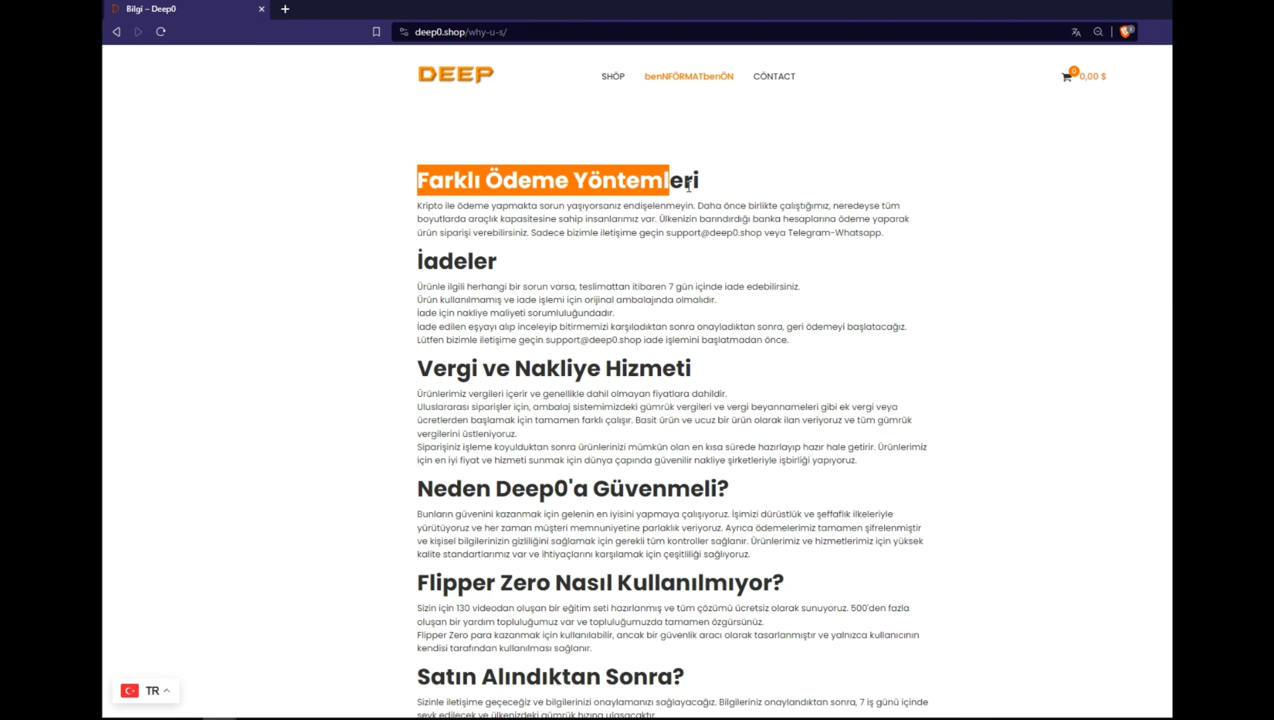 Bilgi – Deep0
deep0.shop/why-u-s/
DEEP
SHÖP
benNFÖRMATbenÖN
CÖNTACT
0
0,00 $
Farklı Ödeme Yöntemleri
Kripto ile ödeme yapmakta sorun yaşıyorsanız endişelenmeyin. Daha önce birlikte çalıştığımız, neredeyse tüm
boyutlarda araçlık kapasitesine sahip insanlarımız var. Ülkenizin barındırdığı banka hesaplarına ödeme yaparak
ürün siparişi verebilirsiniz. Sadece bizimle iletişime geçin support@deep0.shop veya Telegram-Whatsapp.
İadeler
Ürünle ilgili herhangi bir sorun varsa, teslimattan itibaren 7 gün içinde iade edebilirsiniz.
Ürün kullanılmamış ve iade işlemi için orijinal ambalajında olmalıdır.
İade için nakliye maliyeti sorumluluğundadır.
İade edilen eşyayı alıp inceleyip bitirmemizi karşıladıktan sonra onayladıktan sonra, geri ödemeyi başlatacağız.
Lütfen bizimle iletişime geçin support@deep0.shop iade işlemini başlatmadan önce.
Vergi ve Nakliye Hizmeti
Ürünlerimiz vergileri içerir ve genellikle dahil olmayan fiyatlara dahildir.
Uluslararası siparişler için, ambalaj sistemimizdeki gümrük vergileri ve vergi beyannameleri gibi ek vergi veya
ücretlerden başlamak için tamamen farklı çalışır. Basit ürün ve ucuz bir ürün olarak ilan veriyoruz ve tüm gümrük
vergilerini üstleniyoruz.
Siparişiniz işleme koyulduktan sonra ürünlerinizi mümkün olan en kısa sürede hazırlayıp hazır hale getirir. Ürünlerimiz
için en iyi fiyat ve hizmeti sunmak için dünya çapında güvenilir nakliye şirketleriyle işbirliği yapıyoruz.
Neden Deep0'a Güvenmeli?
Bunların güvenini kazanmak için gelenin en iyisini yapmaya çalışıyoruz. İşimizi dürüstlük ve şeffaflık ilkeleriyle
yürütüyoruz ve her zaman müşteri memnuniyetine parlaklık veriyoruz. Ayrıca ödemelerimiz tamamen şifrelenmiştir
ve kişisel bilgilerinizin gizliliğini sağlamak için gerekli tüm kontroller sağlanır. Ürünlerimiz ve hizmetlerimiz için yüksek
kalite standartlarımız var ve ihtiyaçlarını karşılamak için çeşitliliği sağlıyoruz.
Flipper Zero Nasıl Kullanılmıyor?
Sizin için 130 videodan oluşan bir eğitim seti hazırlanmış ve tüm çözümü ücretsiz olarak sunuyoruz. 500'den fazla
oluşan bir yardım topluluğumuz var ve topluluğumuzda tamamen özgürsünüz.
Flipper Zero para kazanmak için kullanılabilir, ancak bir güvenlik aracı olarak tasarlanmıştır ve yalnızca kullanıcının
kendisi tarafından kullanılması sağlanır.
Satın Alındıktan Sonra?
Sizinle iletişime geçeceğiz ve bilgilerinizi onaylamanızı sağlayacağız. Bilgileriniz onaylandıktan sonra, 7 iş günü içinde
sevk edilecek ve ülkenizdeki gümrük hızına ulaşacaktır.
TR